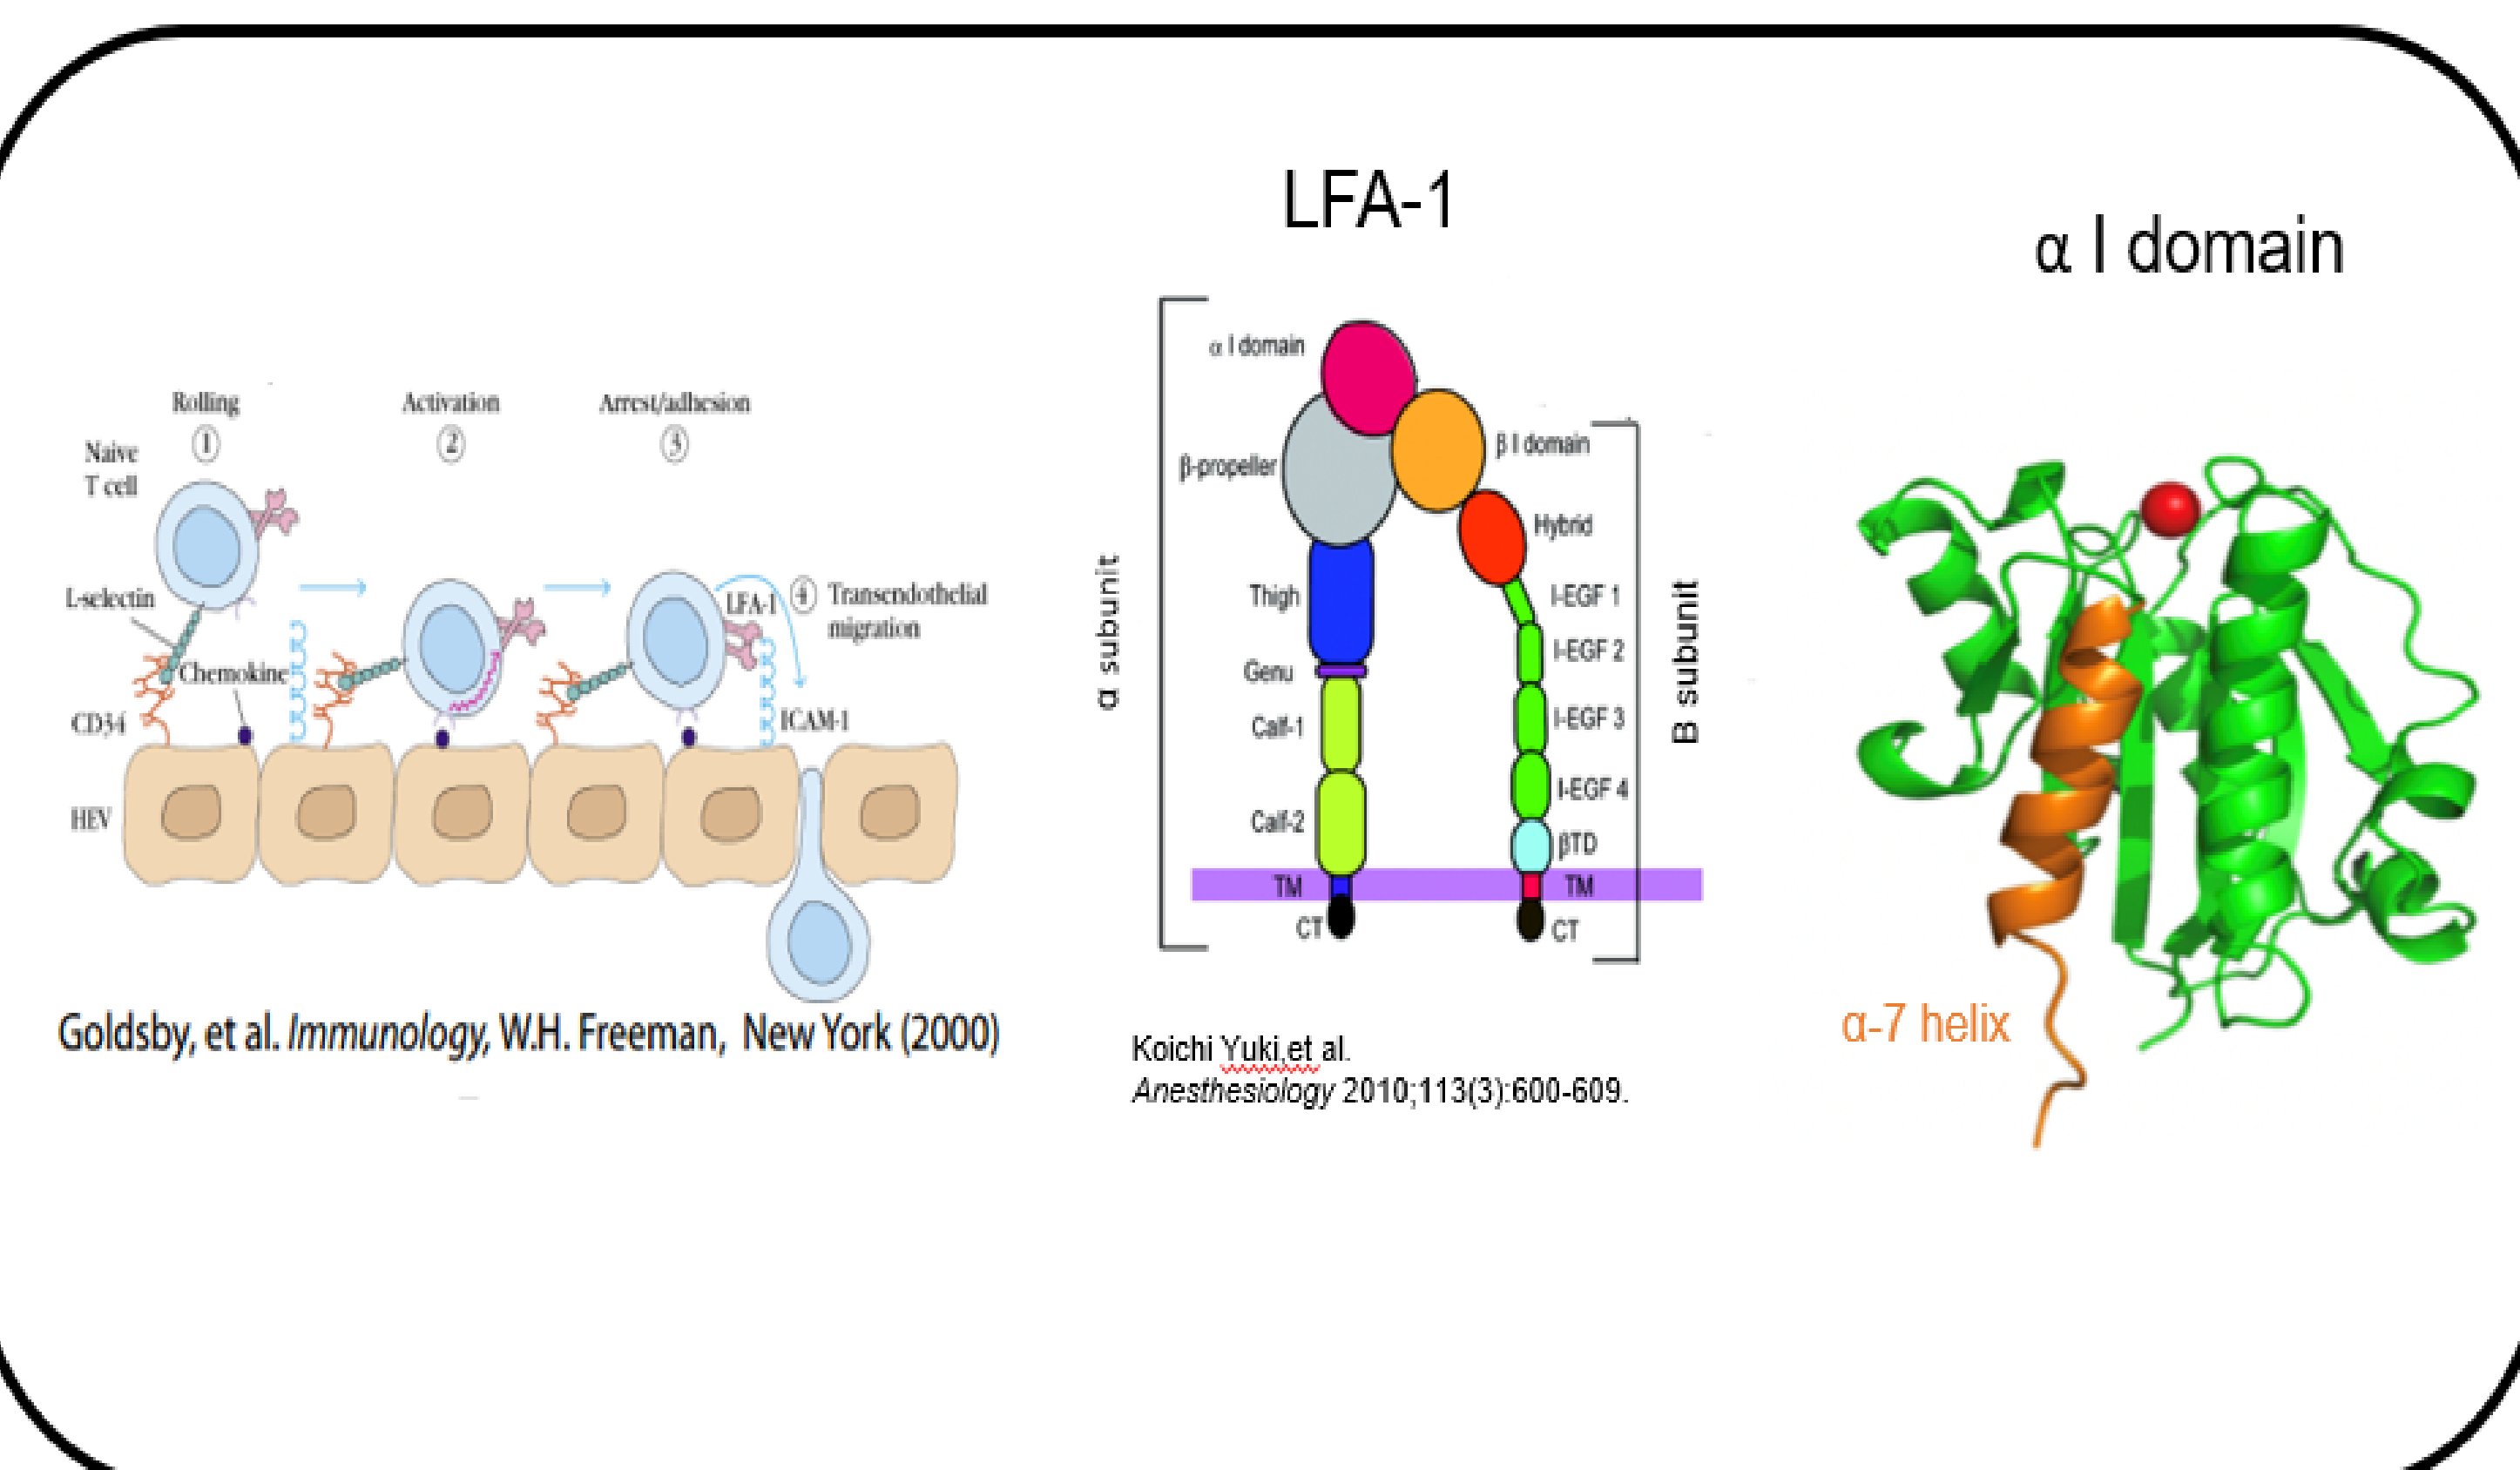 Rolling
①
Activation
②
Arrest/adhesion
③
Naive
T cell
L-selectin
Chemokine
CD34
HEV
LFA-1
④ Transendothelial
migration
ICAM-1
Goldsby, et al. Immunology, W.H. Freeman, New York (2000)
LFA-1
α subunit
α I domain
β-propeller
Thigh
Genu
Calf-1
Calf-2
TM
CT
β I domain
Hybrid
I-EGF 1
I-EGF 2
I-EGF 3
I-EGF 4
βTD
TM
CT
B subunit
Koichi Yuki,et al.
Anesthesiology 2010;113(3):600-609.
α I domain
α-7 helix